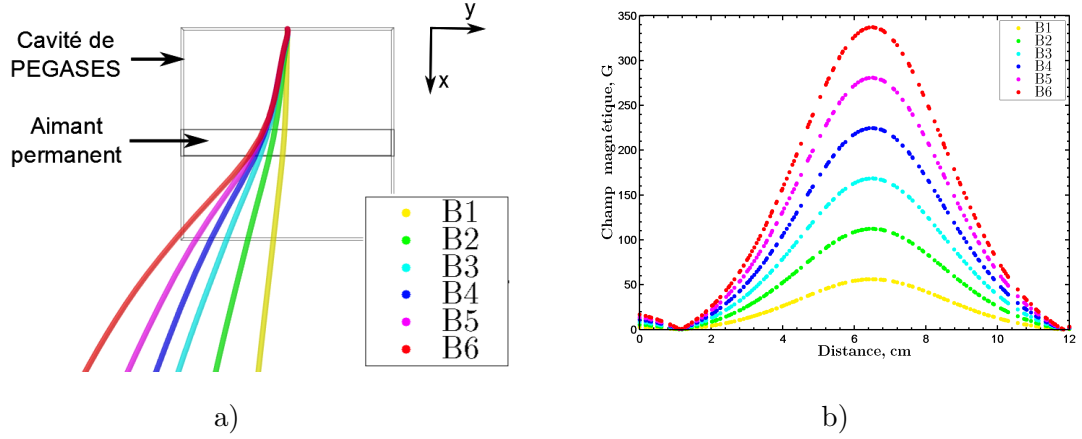 Cavité de
PEGASES
Aimant
permanent
y
x
B1
B2
B3
B4
B5
B6
a)
Champ magnétique, G
350
300
250
200
150
100
50
0
0 2 4 6 8 10 12
Distance, cm
B1
B2
B3
B4
B5
B6
b)